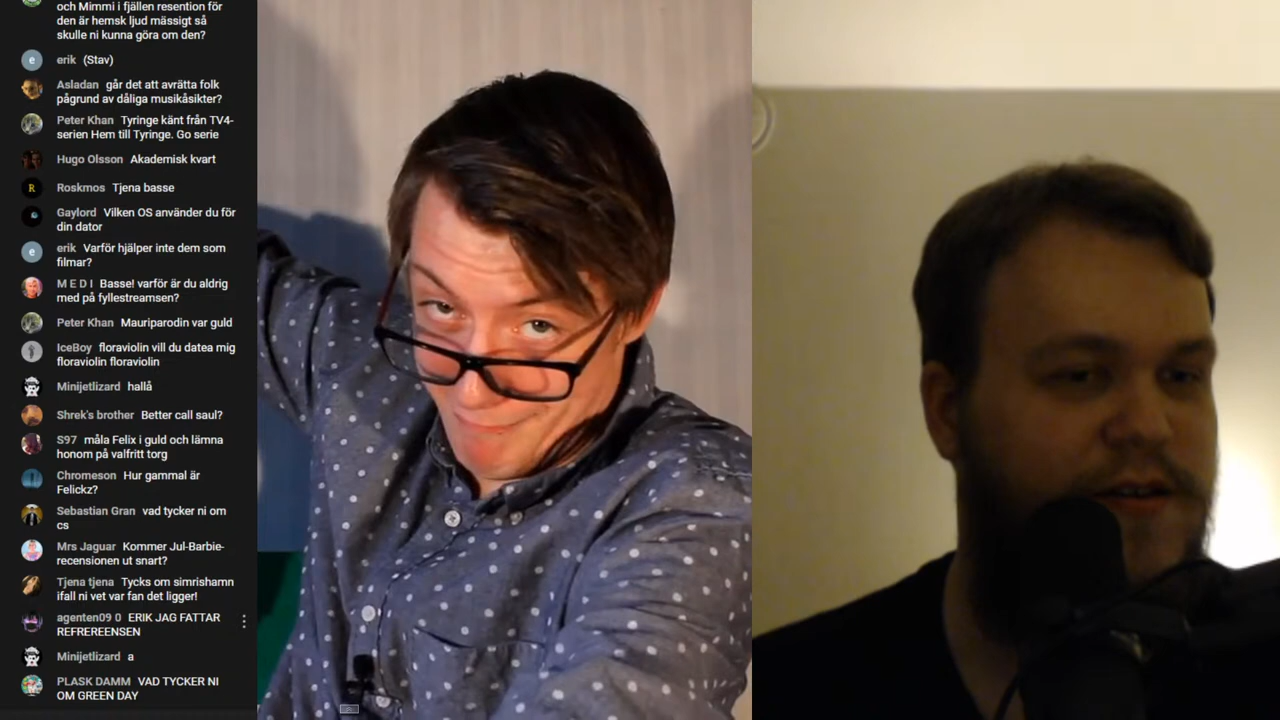 och Mimmi i fjällen resention för
den är hemsk ljud mässigt så
skulle ni kunna göra om den?
erik (Stav)
Asladan går det att avrätta folk
pågrund av dåliga musikåsikter?
Peter Khan Tyringe känt från TV4-
serien Hem till Tyringe. Go serie
Hugo Olsson Akademisk kvart
R Roskmos Tjena basse
Gaylord Vilken OS använder du för
din dator
e erik Varför hjälper inte dem som
filmar?
M E D I Basse! varför är du aldrig
med på fyllestreamsen?
Peter Khan Mauriparodin var guld
IceBoy floraviolin vill du datea mig
floraviolin floraviolin
Minijetlizard hallå
Shrek's brother Better call saul?
S97 måla Felix i guld och lämna
honom på valfritt torg
Chromeson Hur gammal är
Felickz?
Sebastian Gran vad tycker ni om
cs
Mrs Jaguar Kommer Jul-Barbie-
recensionen ut snart?
Tjena tjena Tycks om simrishamn
ifall ni vet var fan det ligger!
agenten09 0 ERIK JAG FATTAR
REFREREENSEN
Minijetlizard a
PLASK DAMM VAD TYCKER NI
OM GREEN DAY